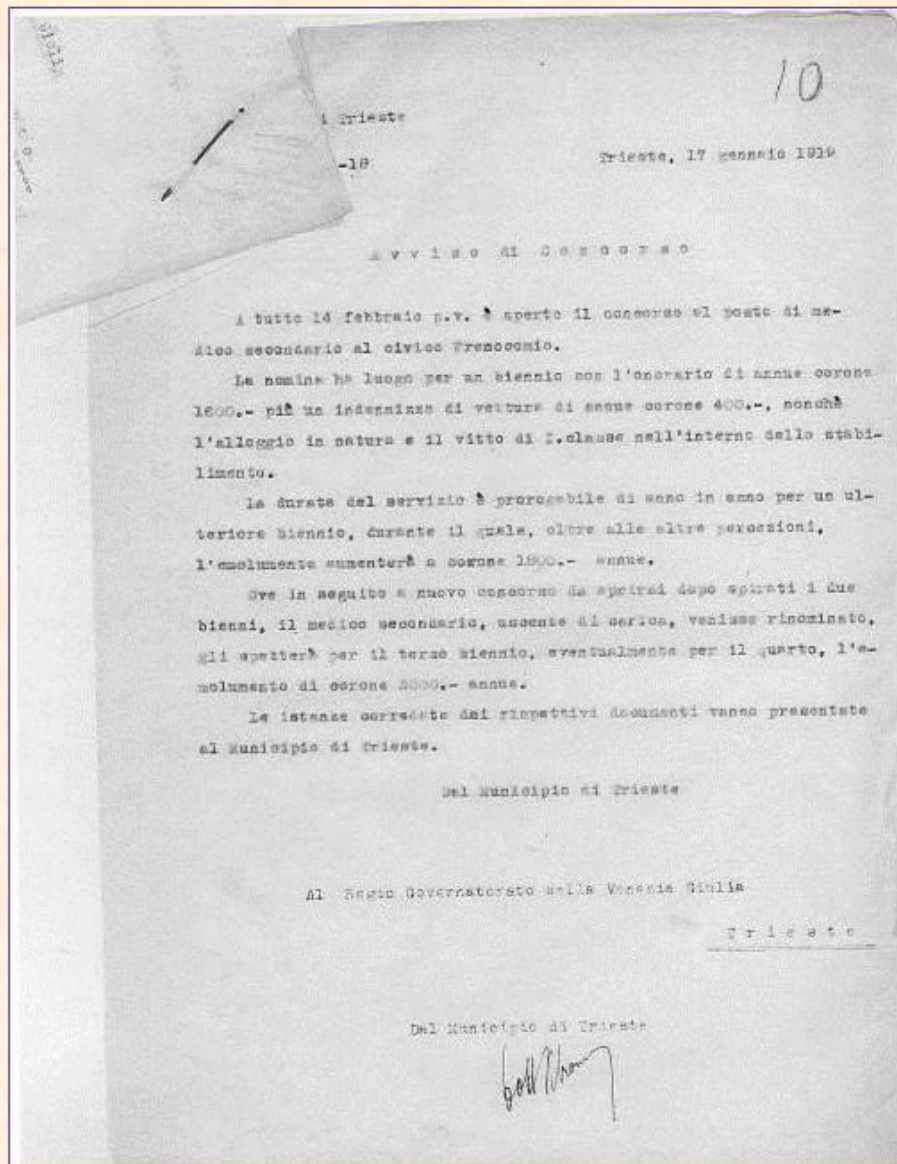 10
i Trieste
-19
Trieste, 17 gennaio 1919
Avviso di Concorso
A tutto 14 febbraio p.v. è aperto il concorso al posto di me-
dico secondario al civico Frenocomio.
La nomina ha luogo per un biennio con l'onorario di annue corone
1600.- più un indennizzo di vettura di annue corone 400.-, nonchè
l'alloggio in natura e il vitto di I.classe nell'interno dello stabi-
limento.
La durata del servizio è prorogabile di anno in anno per un ul-
teriore biennio, durante il quale, oltre alle altre percezioni,
l'emolumento aumenterà a corone 1800.- annue.
Ove in seguito a nuovo concorso da aprirsi dopo spirati i due
bienni, il medico secondario, uscente di carica, venisse rinominato,
gli spetterà per il terzo biennio, eventualmente per il quarto, l'e-
molumento di corone 2000.- annue.
Le istanze corredate dei rispettivi documenti vanno presentate
al Municipio di Trieste.
Dal Municipio di Trieste
Al Regio Governatorato della Venezia Giulia
Trieste
Dal Municipio di Trieste